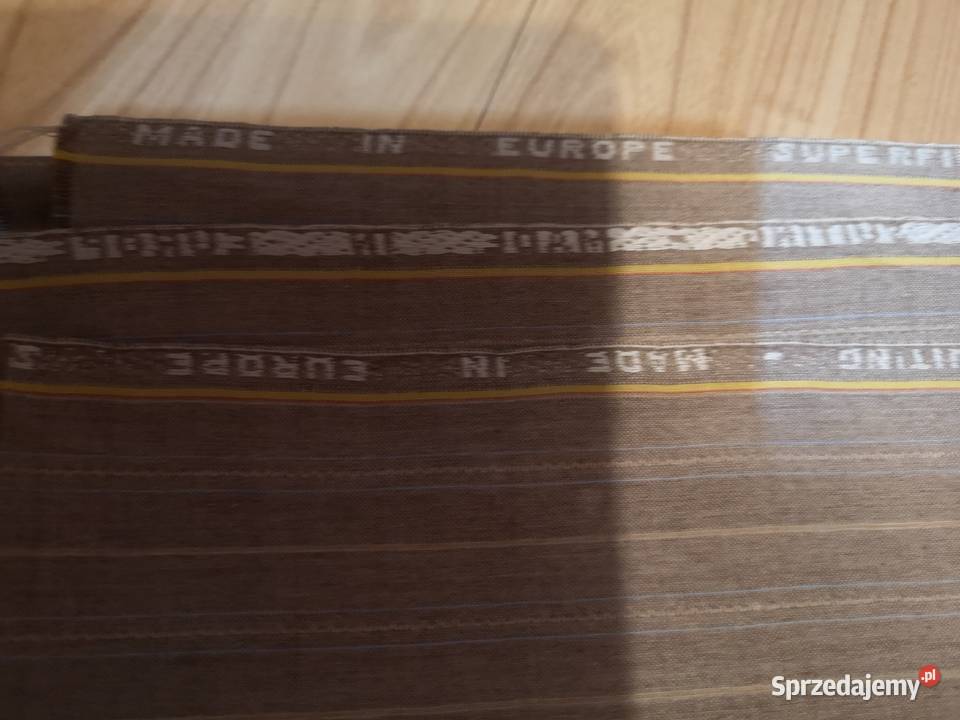 MADE IN EUROPE SUPERFI
UITING - MADE IN EUROPE S
Sprzedajemy.pl